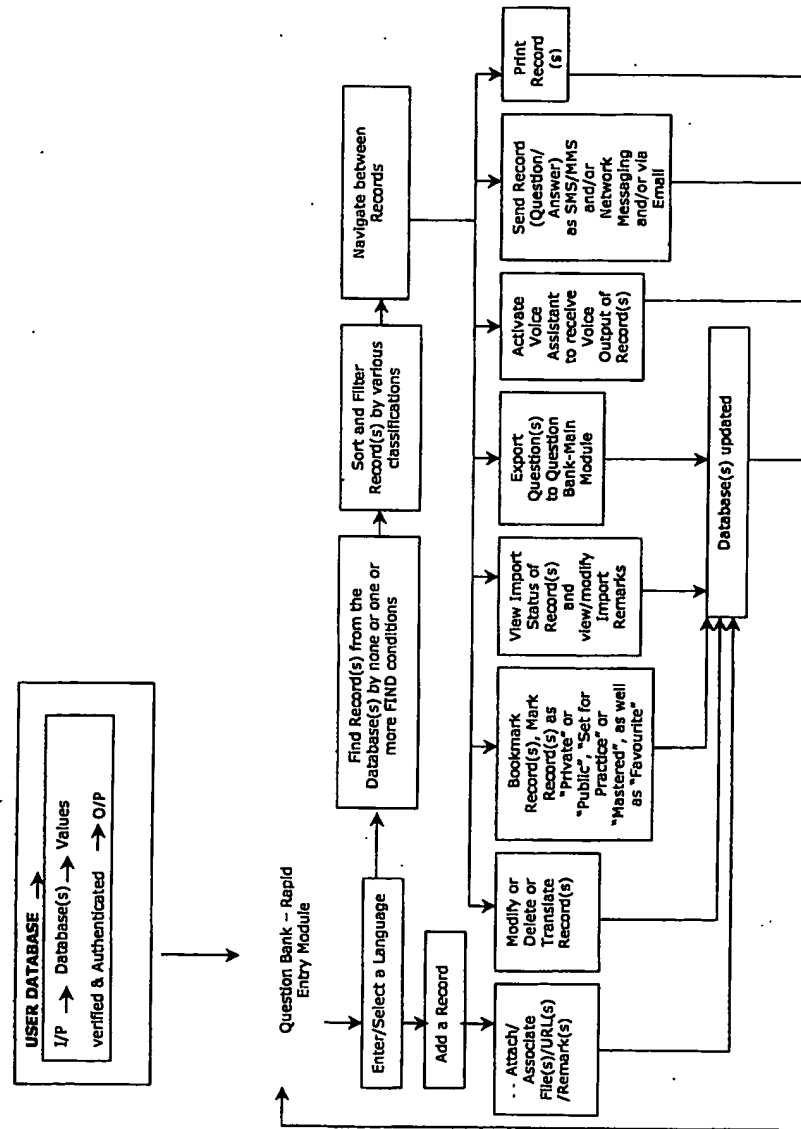 USER DATABASE
I/P → Database(s) → Values
verified & Authenticated → O/P
Question Bank – Rapid
Entry Module
Enter/Select a Language
Add a Record
- - Attach/
Associate
File(s)/URL(s)
/Remark(s)
Find Record(s) from the
Database(s) by none or one or
more FIND conditions
Sort and Filter
Record(s) by various
classifications
Navigate between
Records
Modify or
Delete or
Translate
Record(s)
Bookmark
Record(s), Mark
Record(s) as
"Private" or
"Public", "Set for
Practice" or
"Mastered", as well
as "Favourite"
View Import
Status of
Record(s)
and
view/modify
Import
Remarks
Export
Question(s)
to Question
Bank-Main
Module
Activate
Voice
Assistant
to receive
Voice
Output of
Record(s)
Send Record
(Question/
Answer)
as SMS/MMS
and/or
Network
Messaging
and/or via
Email
Print
Record
(s)
Database(s) updated